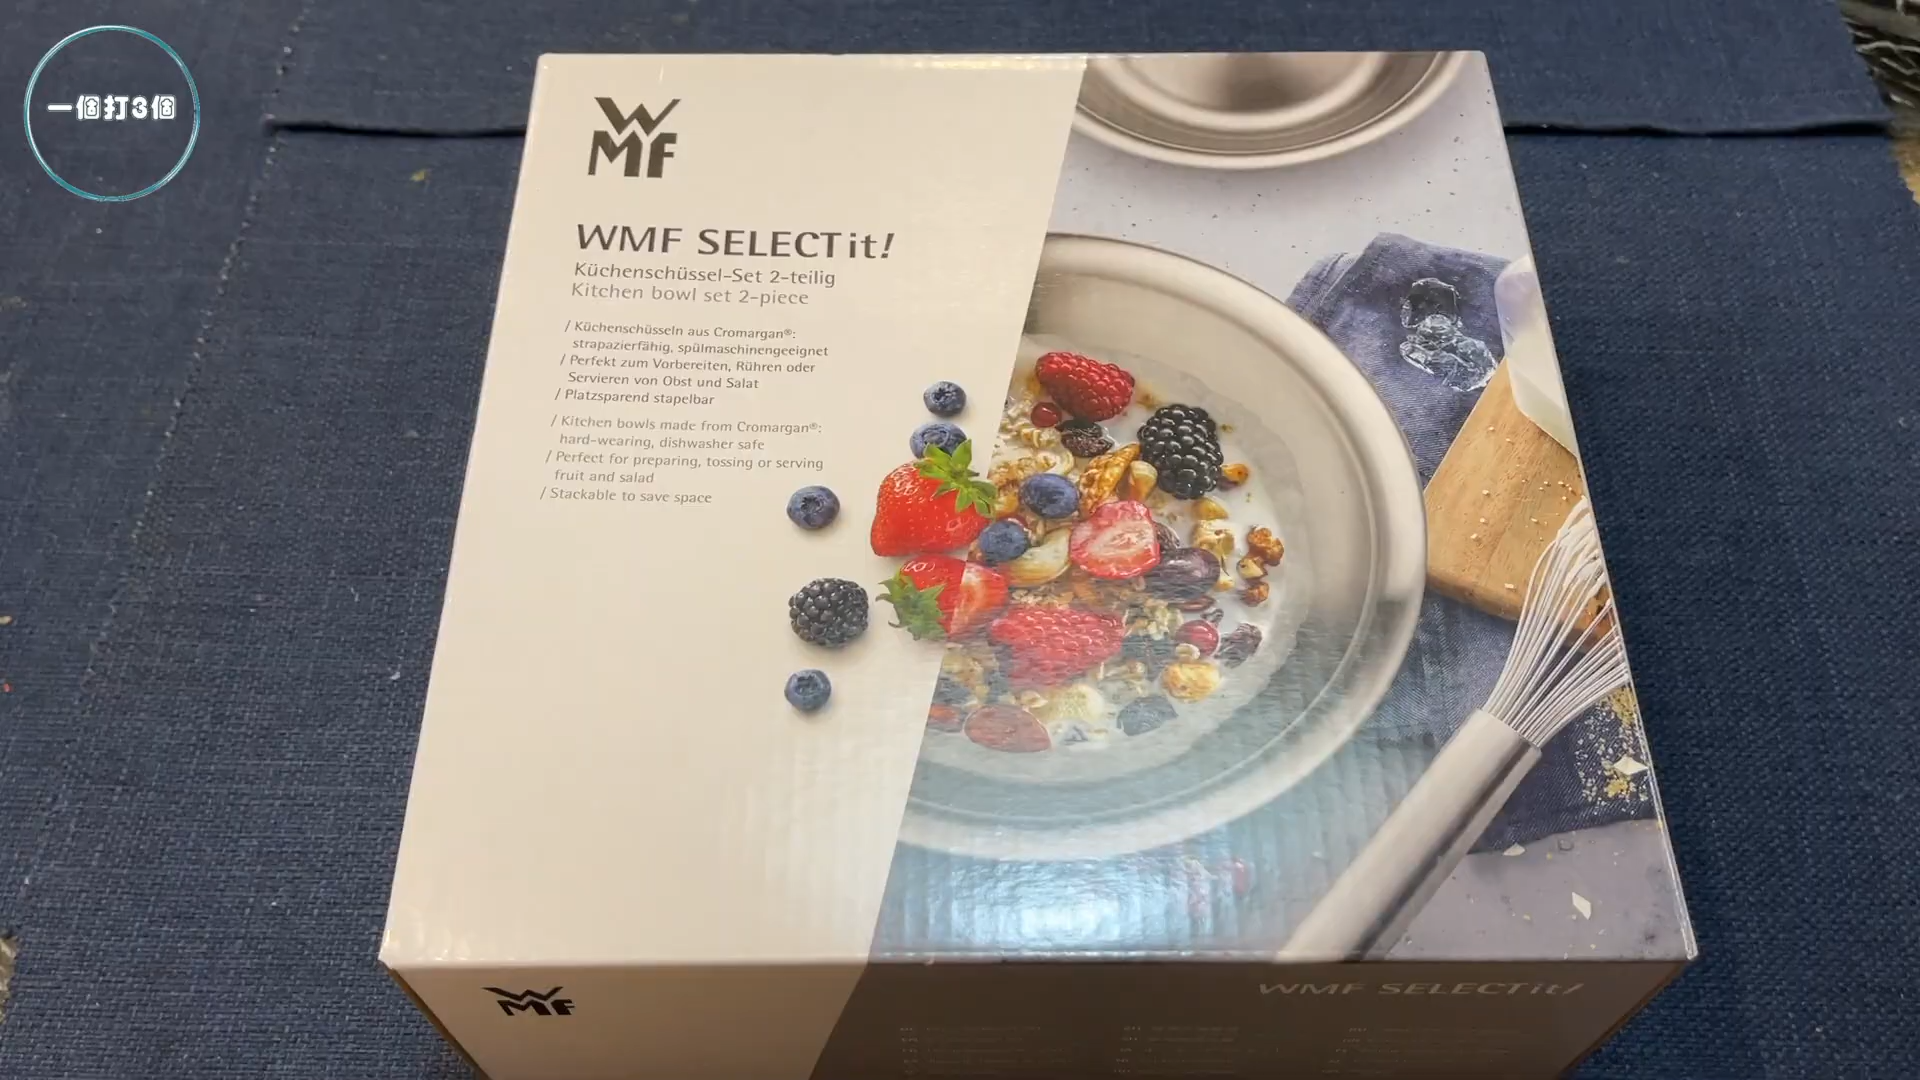 一個打3個
WMF
WMF SELECTit!
Küchenschüssel-Set 2-teilig
Kitchen bowl set 2-piece
/ Küchenschüsseln aus Cromargan®:
strapazierfähig, spülmaschinengeeignet
/ Perfekt zum Vorbereiten, Rühren oder
Servieren von Obst und Salat
/ Platzsparend stapelbar
/ Kitchen bowls made from Cromargan®:
hard-wearing, dishwasher safe
/ Perfect for preparing, tossing or serving
fruit and salad
/ Stackable to save space
WMF
WMF SELECTit!